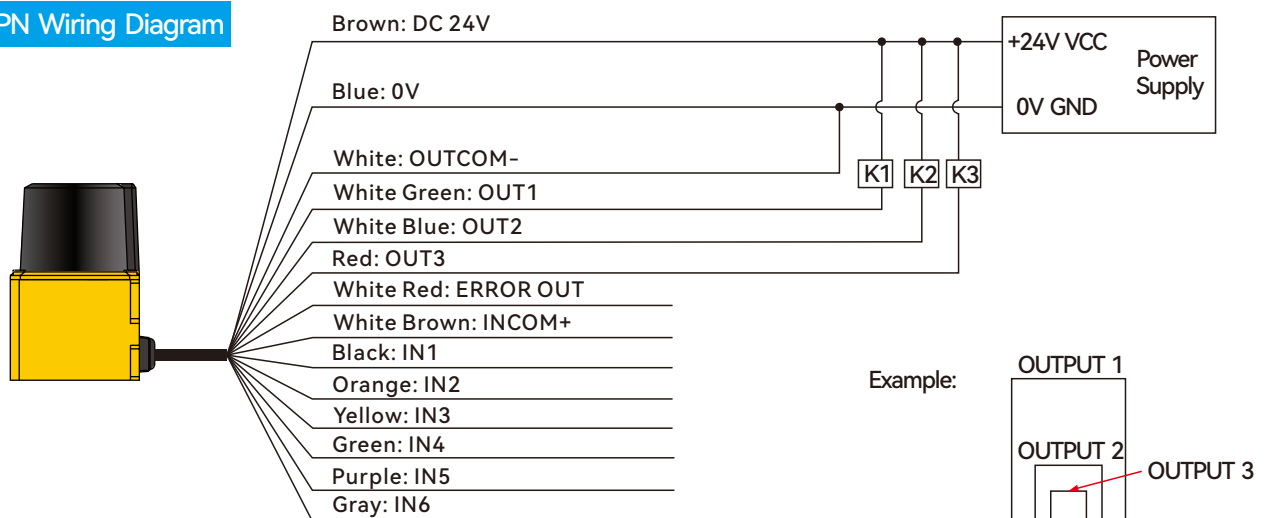 PN Wiring Diagram
Brown: DC 24V
+24V VCC
Power
Supply
Blue: 0V
0V GND
White: OUTCOM-
K1
K2
K3
White Green: OUT1
White Blue: OUT2
Red: OUT3
White Red: ERROR OUT
White Brown: INCOM+
Black: IN1
Orange: IN2
Yellow: IN3
Green: IN4
Purple: IN5
Gray: IN6
Example:
OUTPUT 1
OUTPUT 2
OUTPUT 3